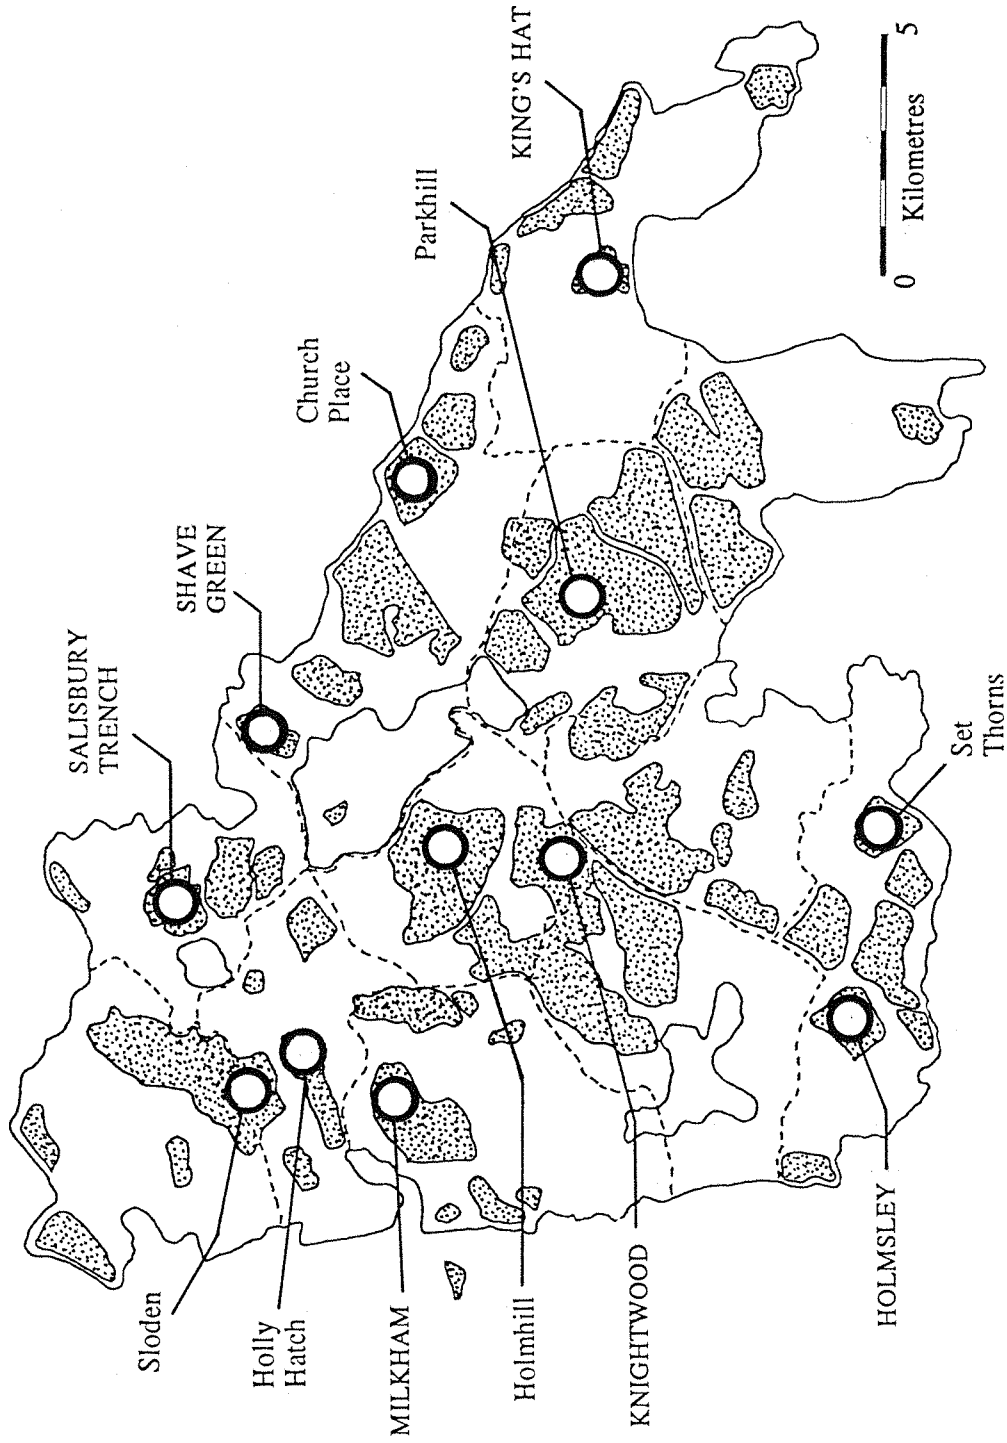 SALISBURY
TRENCH
SHAVE
GREEN
Church
Place
Parkhill
KING'S HAT
Sloden
Holly
Hatch
MILKHAM
Holmhill
KNIGHTWOOD
HOLMSLEY
Set
Thorns
0
5
Kilometres